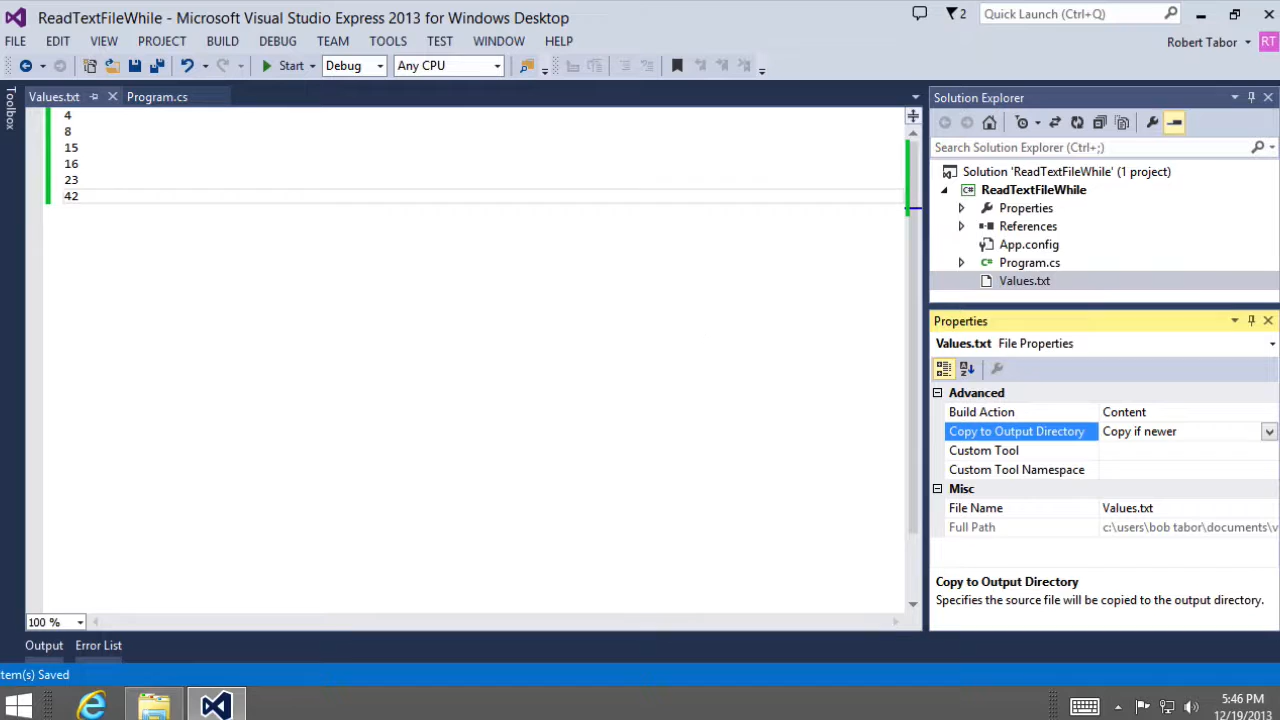 ReadTextFileWhile - Microsoft Visual Studio Express 2013 for Windows Desktop
2
Quick Launch (Ctrl+Q)
FILE EDIT VIEW PROJECT BUILD DEBUG TEAM TOOLS TEST WINDOW HELP
Robert Tabor RT
Start Debug Any CPU
Toolbox
Values.txt Program.cs
4
8
15
16
23
42
100 %
Solution Explorer
Search Solution Explorer (Ctrl+;)
Solution 'ReadTextFileWhile' (1 project)
C# ReadTextFileWhile
Properties
References
App.config
C# Program.cs
Values.txt
Properties
Values.txt File Properties
Advanced
Build Action Content
Copy to Output Directory Copy if newer
Custom Tool
Custom Tool Namespace
Misc
File Name Values.txt
Full Path c:\users\bob tabor\documents\v
Copy to Output Directory
Specifies the source file will be copied to the output directory.
Output Error List
tem(s) Saved
5:46 PM
12/19/2013